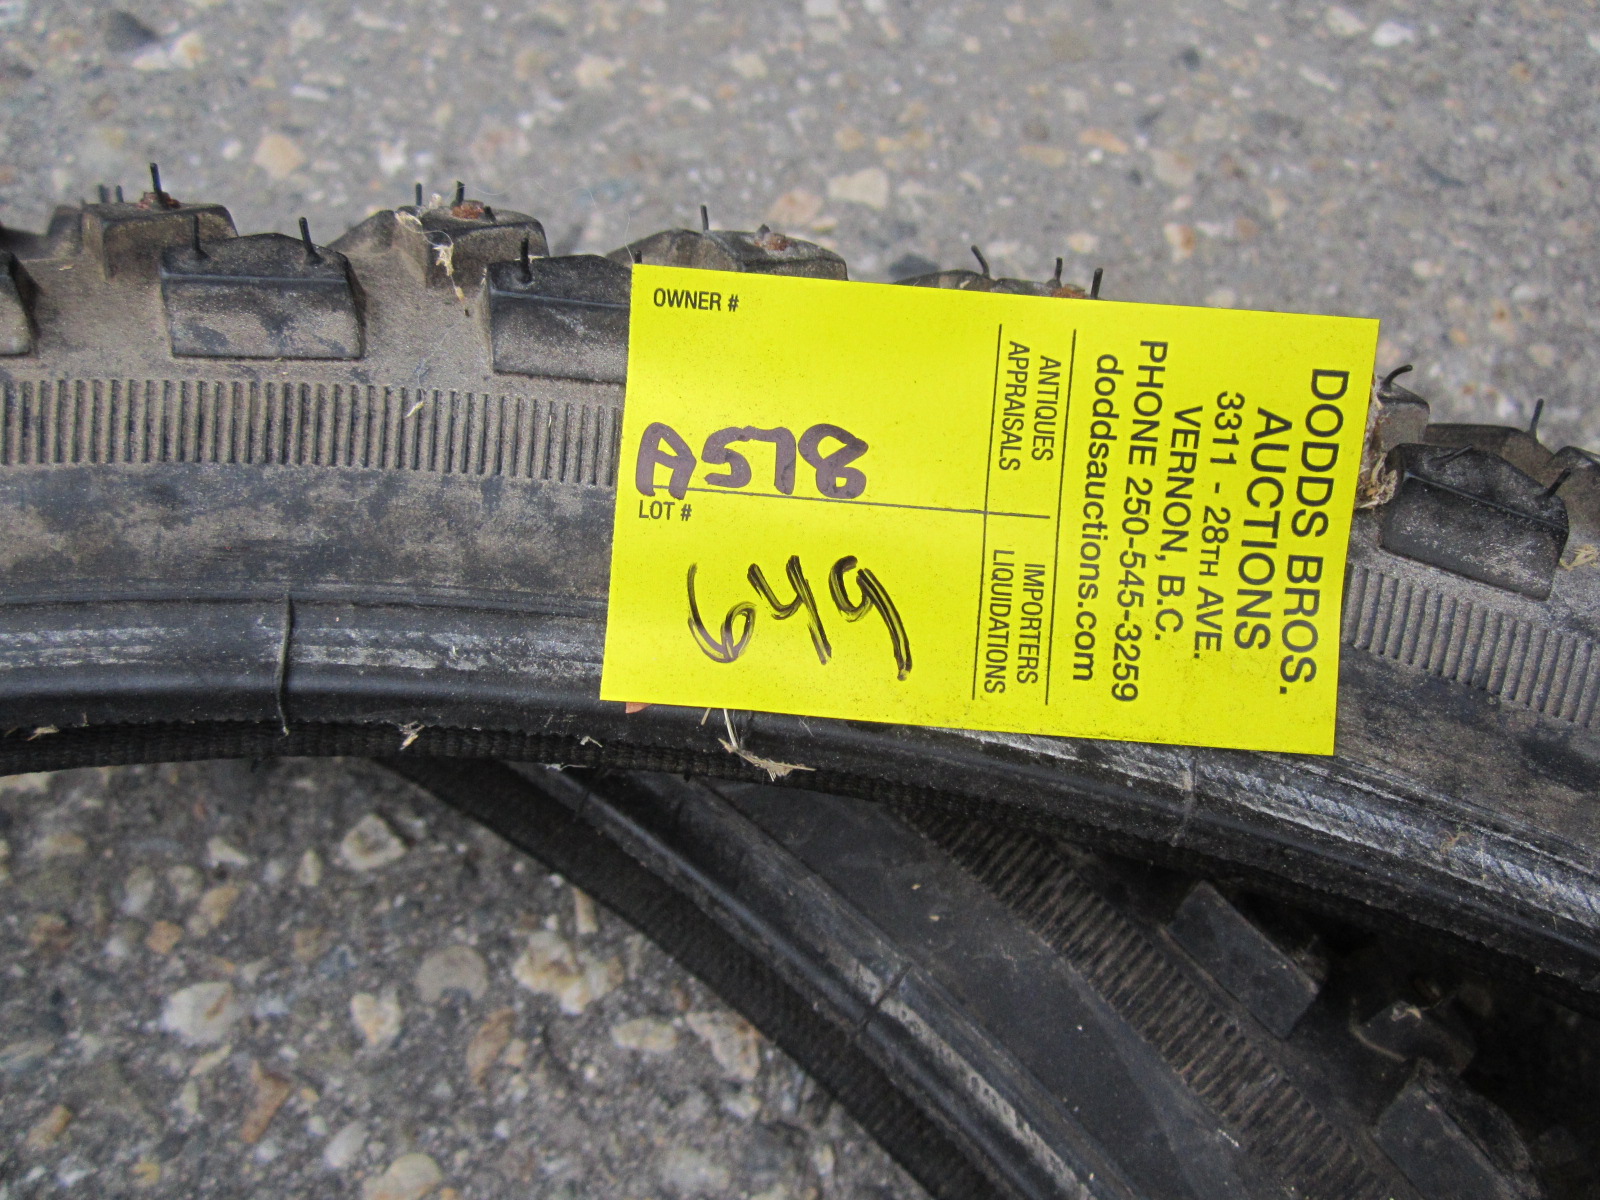 DODDS BROS.
AUCTIONS
3311 - 28TH AVE.
VERNON, B.C.
PHONE 250-545-3259
doddsauctions.com
ANTIQUES
APPRAISALS
IMPORTERS
LIQUIDATIONS
OWNER #
A578
LOT #
649